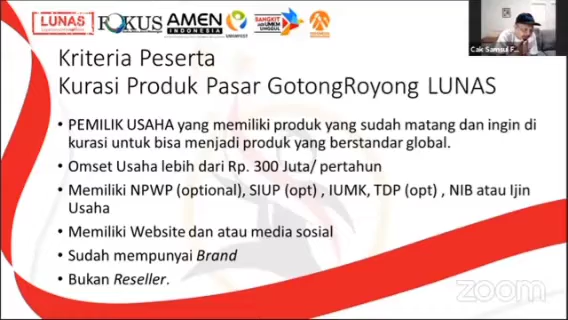 LUNAS
FOKUS
AMEN
INDONESIA
Kriteria Peserta
Kurasi Produk Pasar GotongRoyong LUNAS
• PEMILIK USAHA yang memiliki produk yang sudah matang dan ingin di
kurasi untuk bisa menjadi produk yang berstandar global.
• Omset Usaha lebih dari Rp. 300 Juta/ pertahun
• Memiliki NPWP (optional), SIUP (opt) , IUMK, TDP (opt) , NIB atau Ijin
Usaha
• Memiliki Website dan atau media sosial
• Sudah mempunyai Brand
• Bukan Reseller.
Cak Samsul F...
zoom